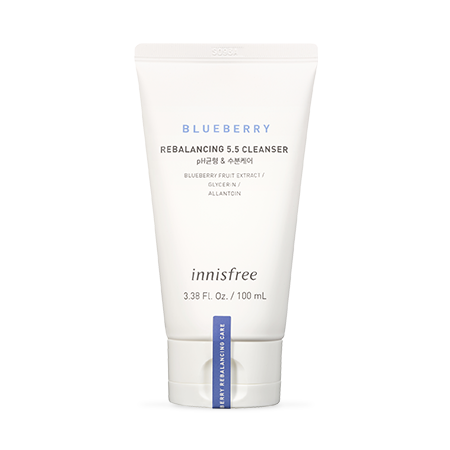 BLUEBERRY
REBALANCING 5.5 CLEANSER
pH균형 & 수분케어
BLUEBERRY FRUIT EXTRACT /
GLYCERIN /
ALLANTOIN
innisfree
3.38 Fl. Oz. / 100 mL
BERRY REBALANCING CARE